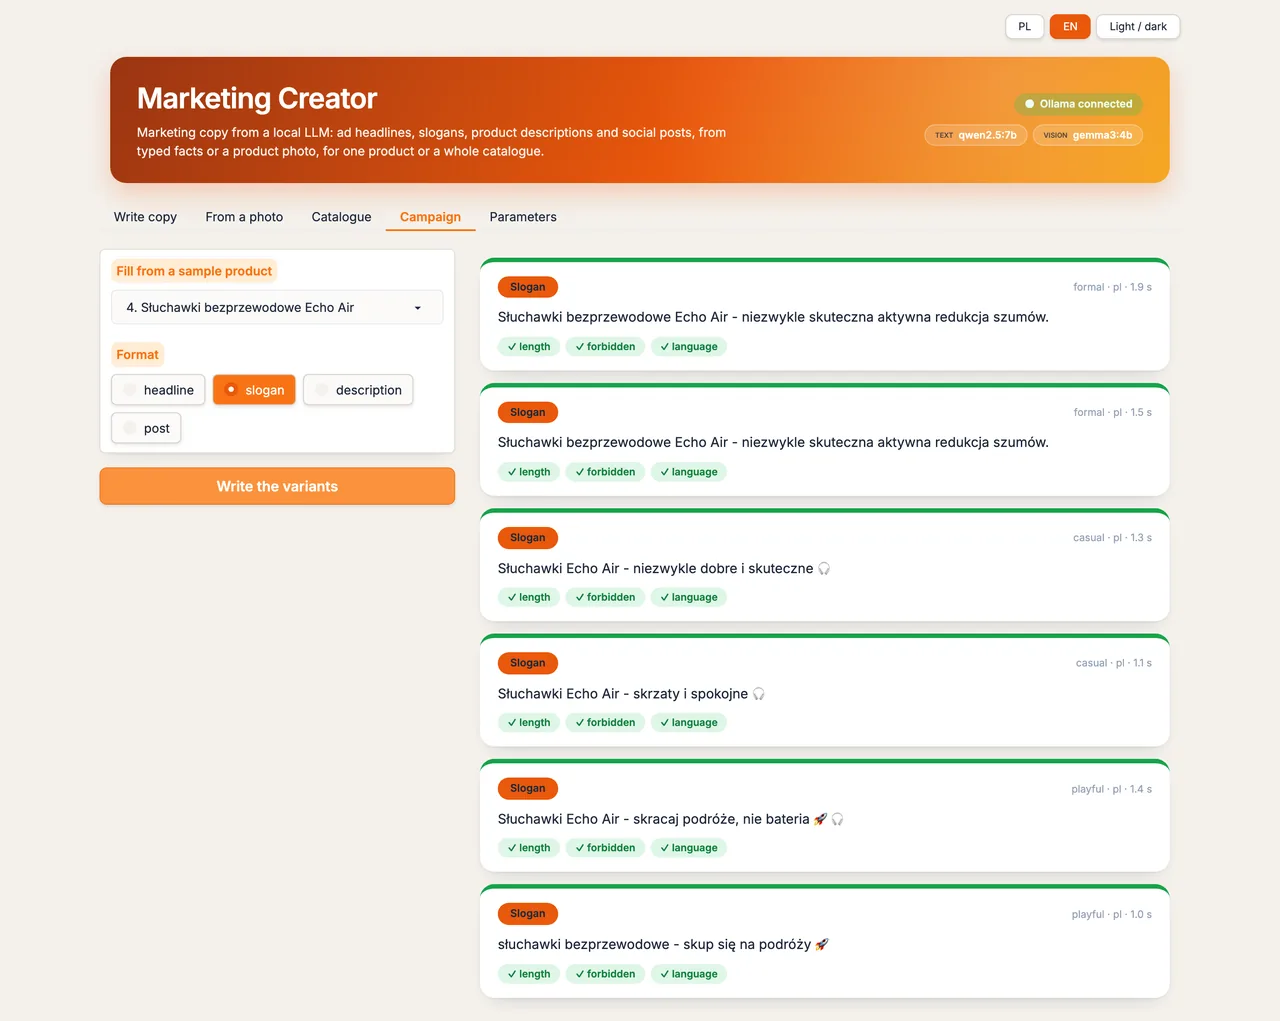 PL
EN
Light / dark
Marketing Creator
Marketing copy from a local LLM: ad headlines, slogans, product descriptions and social posts, from
typed facts or a product photo, for one product or a whole catalogue.
Ollama connected
TEXT qwen2.5:7b
VISION gemma3:4b
Write copy
From a photo
Catalogue
Campaign
Parameters
Fill from a sample product
4. Słuchawki bezprzewodowe Echo Air
Format
headline
slogan
description
post
Write the variants
Slogan
formal · pl · 1.9 s
Słuchawki bezprzewodowe Echo Air - niezwykle skuteczna aktywna redukcja szumów.
✓ length ✓ forbidden ✓ language
Slogan
formal · pl · 1.5 s
Słuchawki bezprzewodowe Echo Air - niezwykle skuteczna aktywna redukcja szumów.
✓ length ✓ forbidden ✓ language
Slogan
casual · pl · 1.3 s
Słuchawki Echo Air - niezwykle dobre i skuteczne 🎧
✓ length ✓ forbidden ✓ language
Slogan
casual · pl · 1.1 s
Słuchawki Echo Air - skrzaty i spokojne 🎧
✓ length ✓ forbidden ✓ language
Slogan
playful · pl · 1.4 s
Słuchawki Echo Air - skracaj podróże, nie bateria 🚀 🎧
✓ length ✓ forbidden ✓ language
Slogan
playful · pl · 1.0 s
słuchawki bezprzewodowe - skup się na podróży 🚀
✓ length ✓ forbidden ✓ language